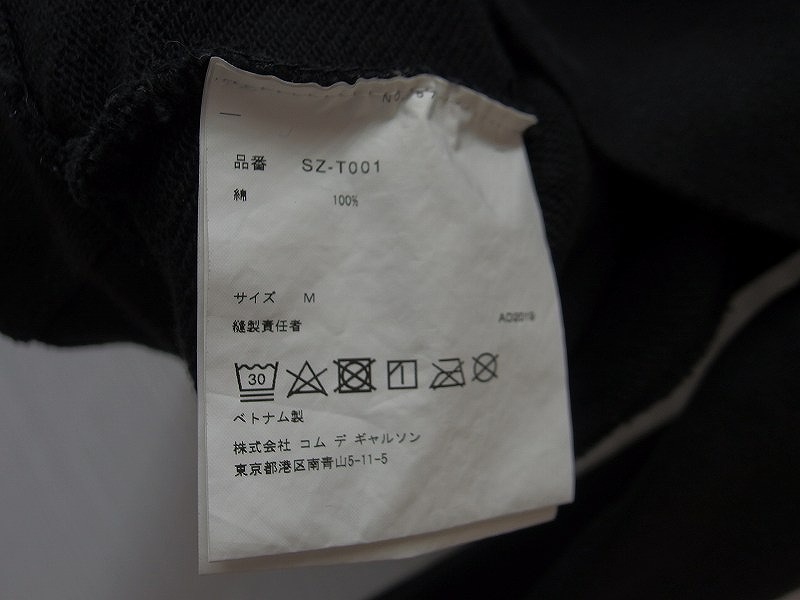 品番 SZ-T001
綿 100%
サイズ M
縫製責任者 AD2019
30
ベトナム製
株式会社 コム デ ギャルソン
東京都港区南青山5-11-5